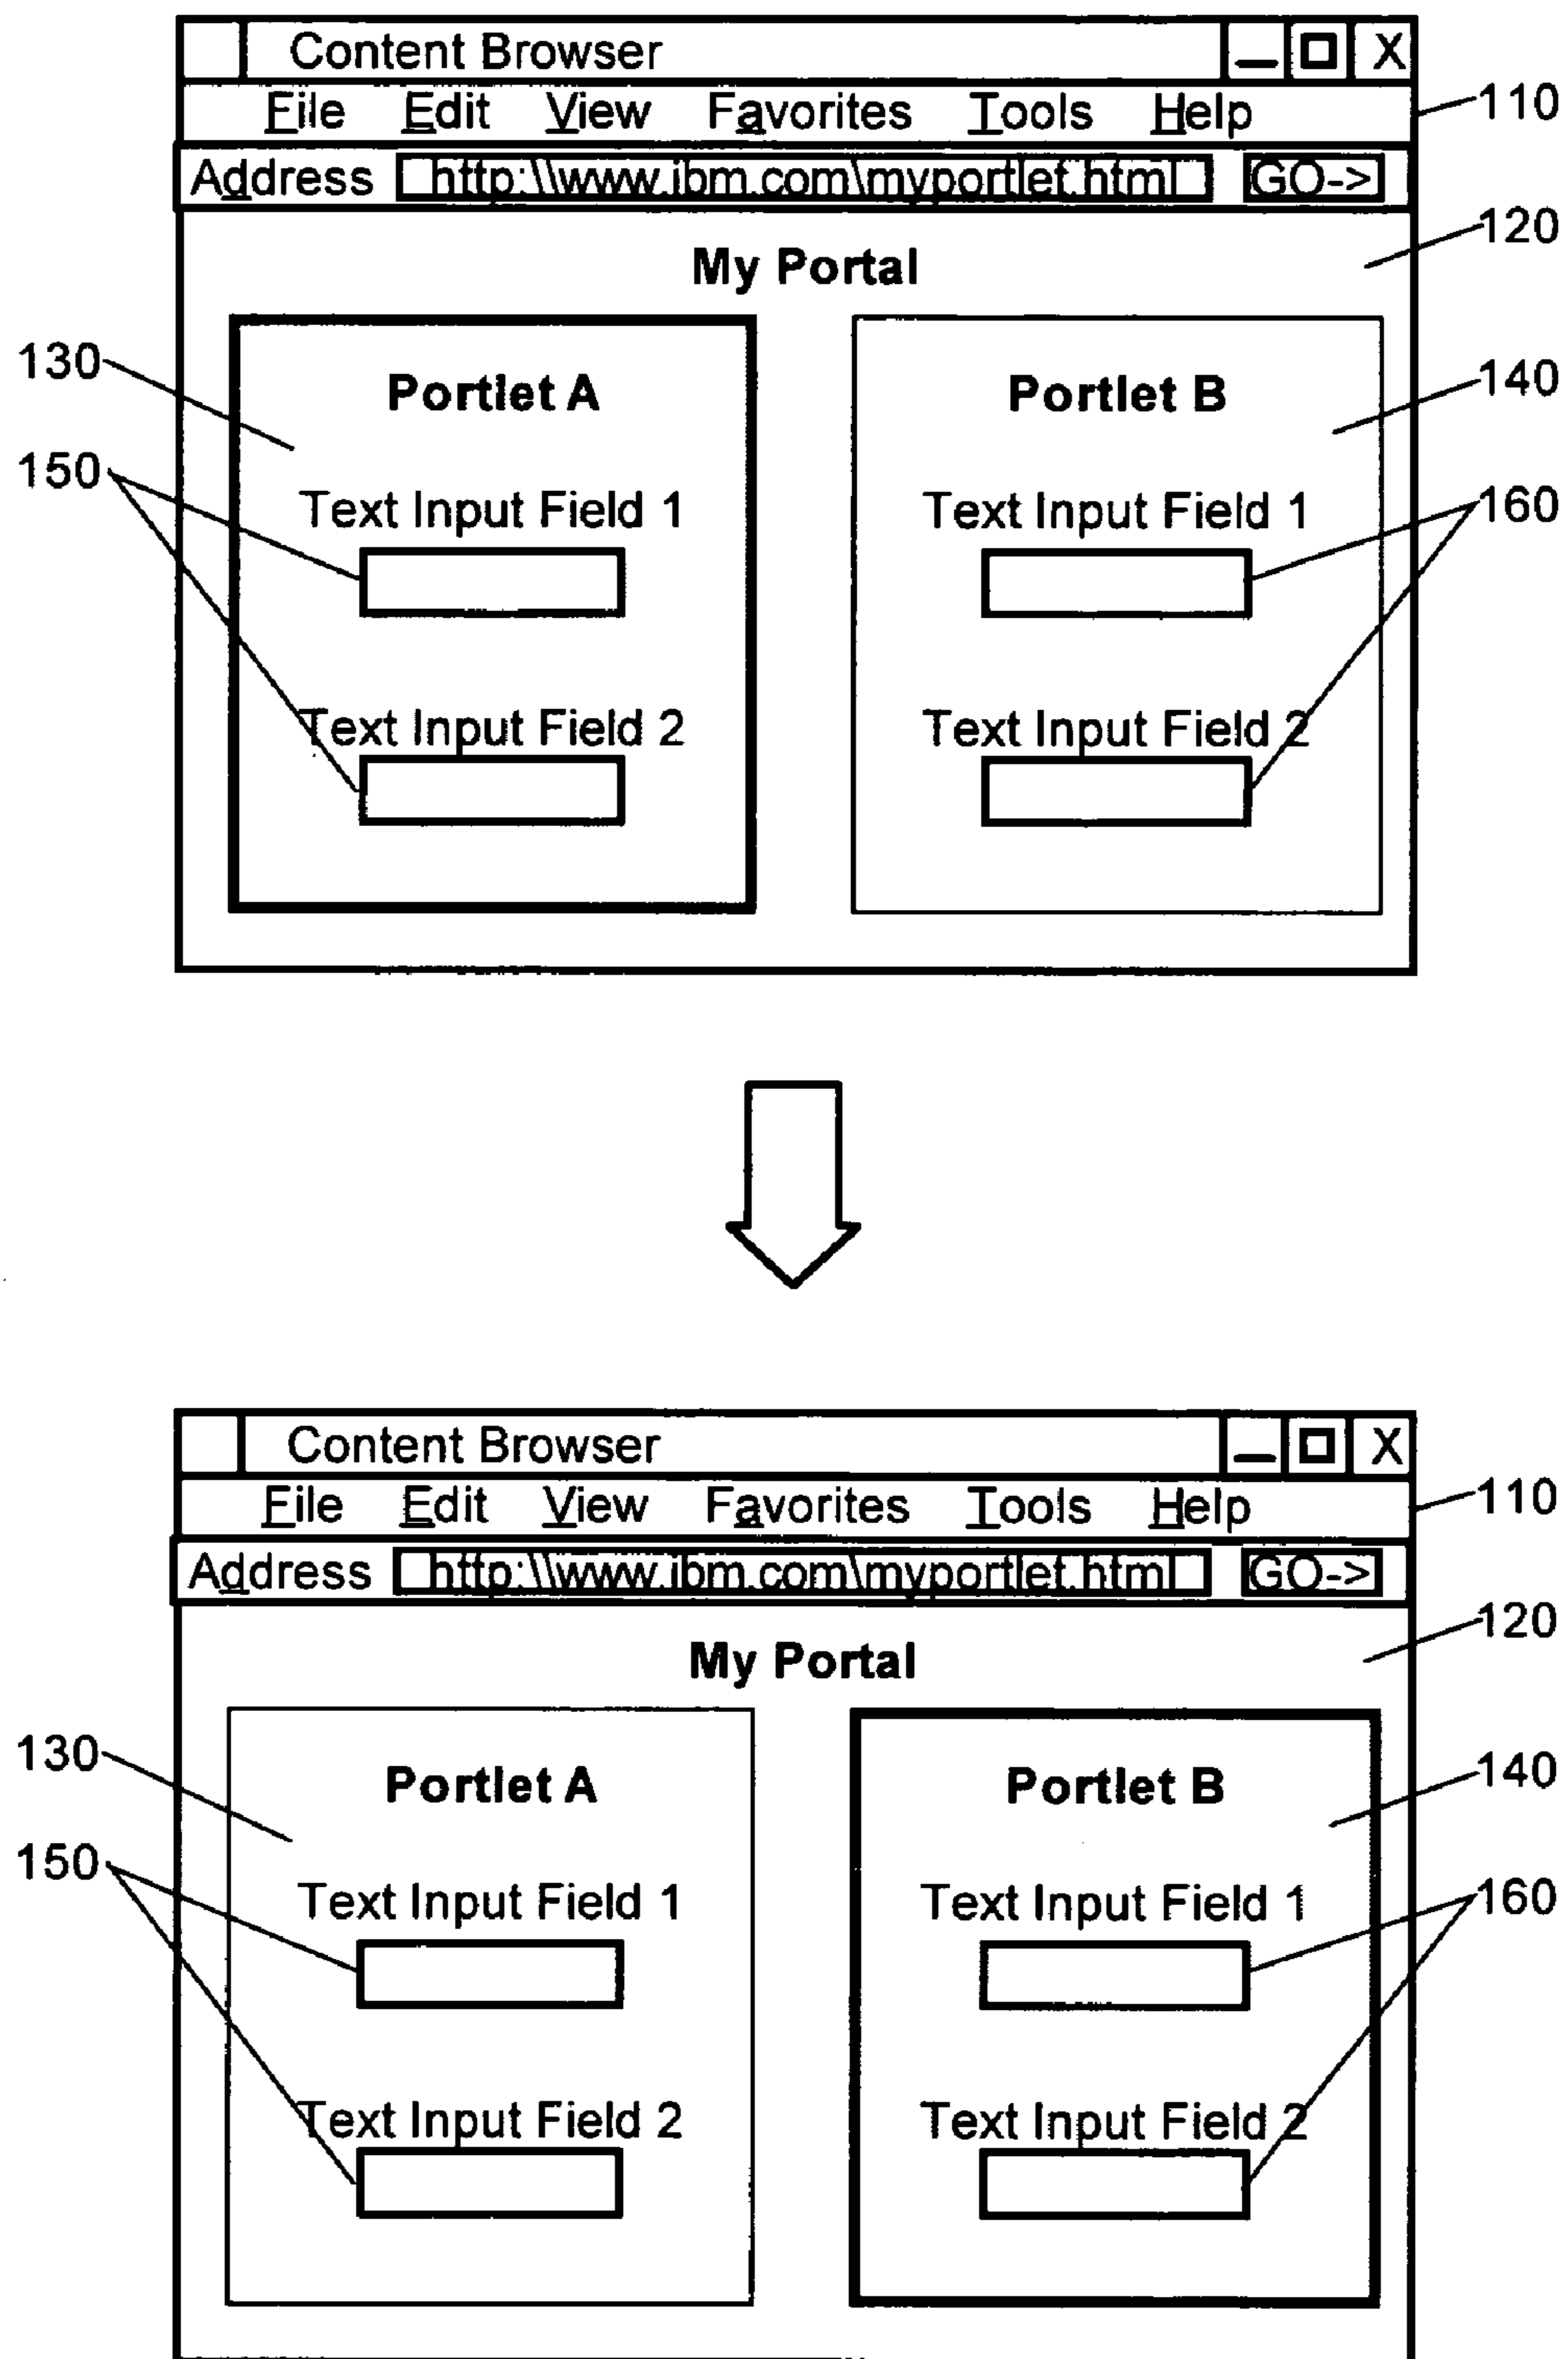 Content Browser X
File Edit View Favorites Tools Help 110
Address http:\\www.ibm.com\myportlet.html GO->
120
My Portal
130 Portlet A Portlet B 140
150 Text Input Field 1 Text Input Field 1 160
Text Input Field 2 Text Input Field 2
Content Browser X
File Edit View Favorites Tools Help 110
Address http:\\www.ibm.com\myportlet.html GO->
120
My Portal
130 Portlet A Portlet B 140
150 Text Input Field 1 Text Input Field 1 160
Text Input Field 2 Text Input Field 2